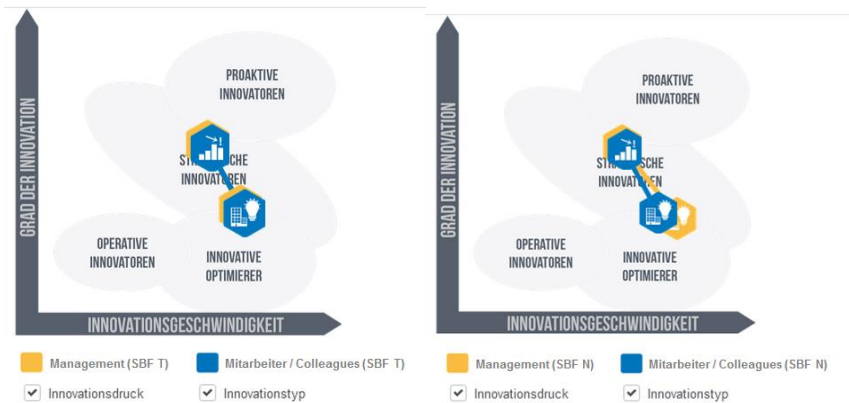 GRAD DER INNOVATION
PROAKTIVE
INNOVATOREN
INNOVATOREN
OPERATIVE
INNOVATOREN
INNOVATIVE
OPTIMIERER
INNOVATIONSGESCHWINDIGKEIT
Management (SBF T) Mitarbeiter / Colleagues (SBF T)
Innovationsdruck Innovationstyp
GRAD DER INNOVATION
PROAKTIVE
INNOVATOREN
OPERATIVE
INNOVATOREN
INNOVATIVE
OPTIMIERER
INNOVATIONSGESCHWINDIGKEIT
Management (SBF N) Mitarbeiter / Colleagues (SBF N)
Innovationsdruck Innovationstyp